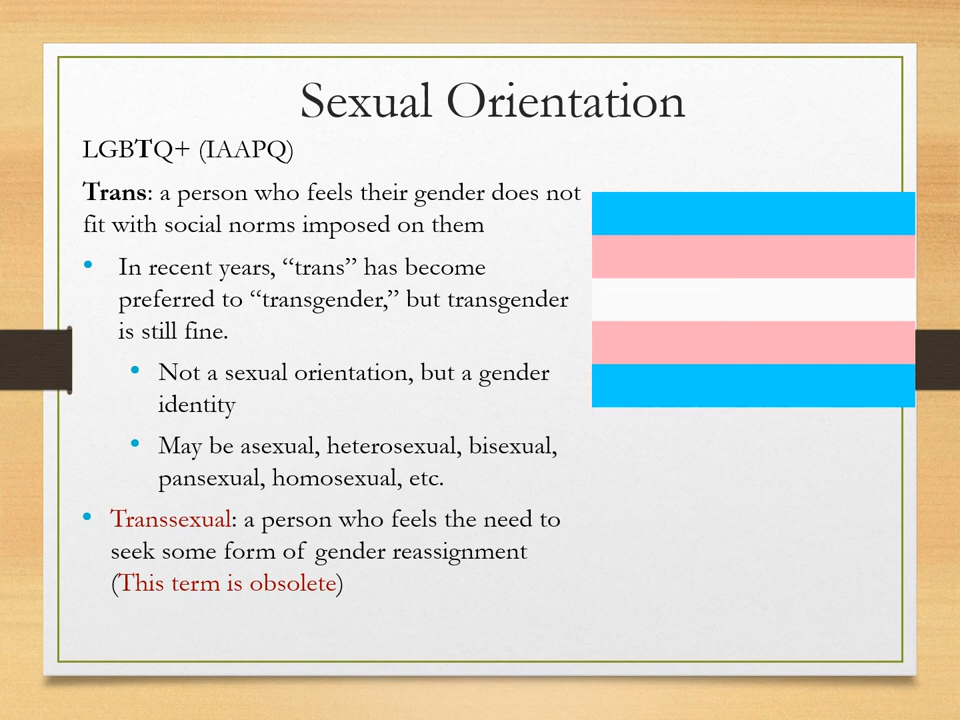 Sexual Orientation
LGBTQ+ (IAAPQ)
Trans: a person who feels their gender does not
fit with social norms imposed on them
• In recent years, “trans” has become
preferred to “transgender,” but transgender
is still fine.
• Not a sexual orientation, but a gender
identity
• May be asexual, heterosexual, bisexual,
pansexual, homosexual, etc.
• Transsexual: a person who feels the need to
seek some form of gender reassignment
(This term is obsolete)